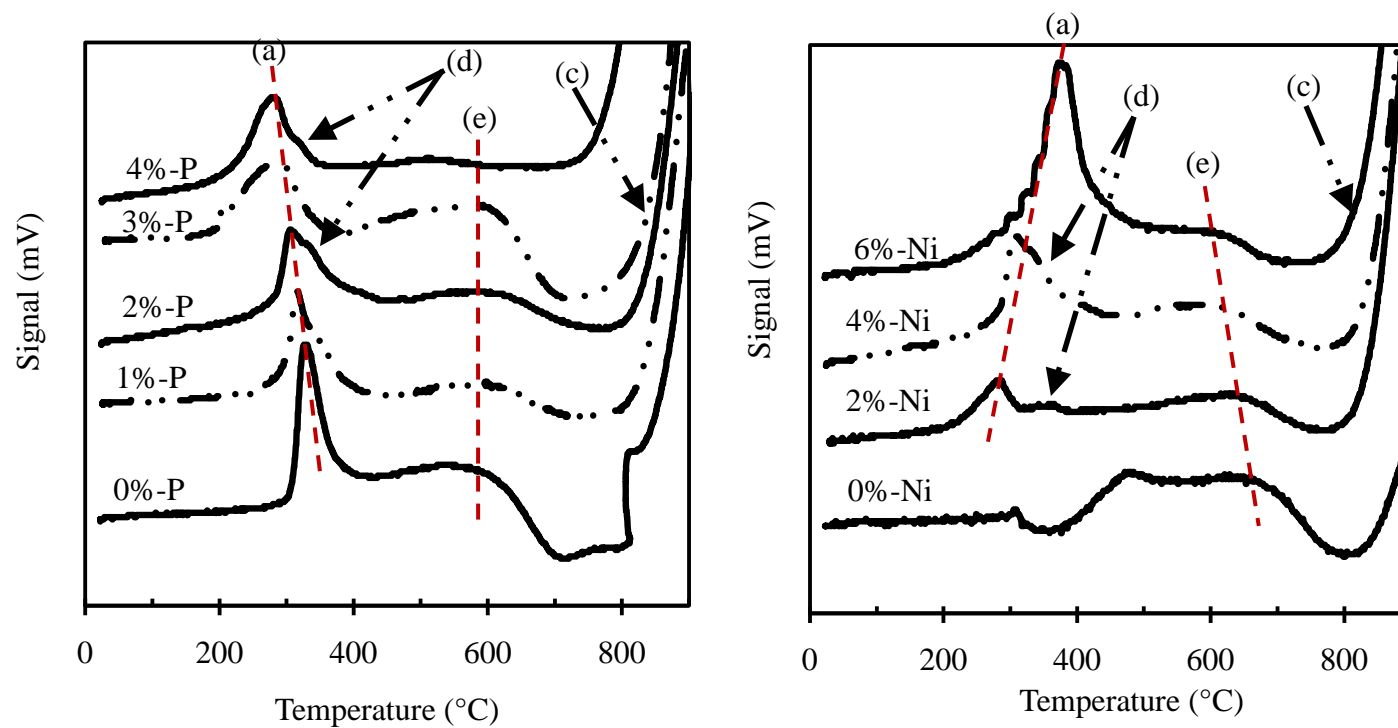 (a)
(d)
(c)
(e)
4%-P
3%-P
2%-P
1%-P
0%-P
Signal (mV)
0
200
400
600
800
Temperature (°C)
(a)
(d)
(c)
(e)
6%-Ni
4%-Ni
2%-Ni
0%-Ni
Signal (mV)
0
200
400
600
800
Temperature (°C)